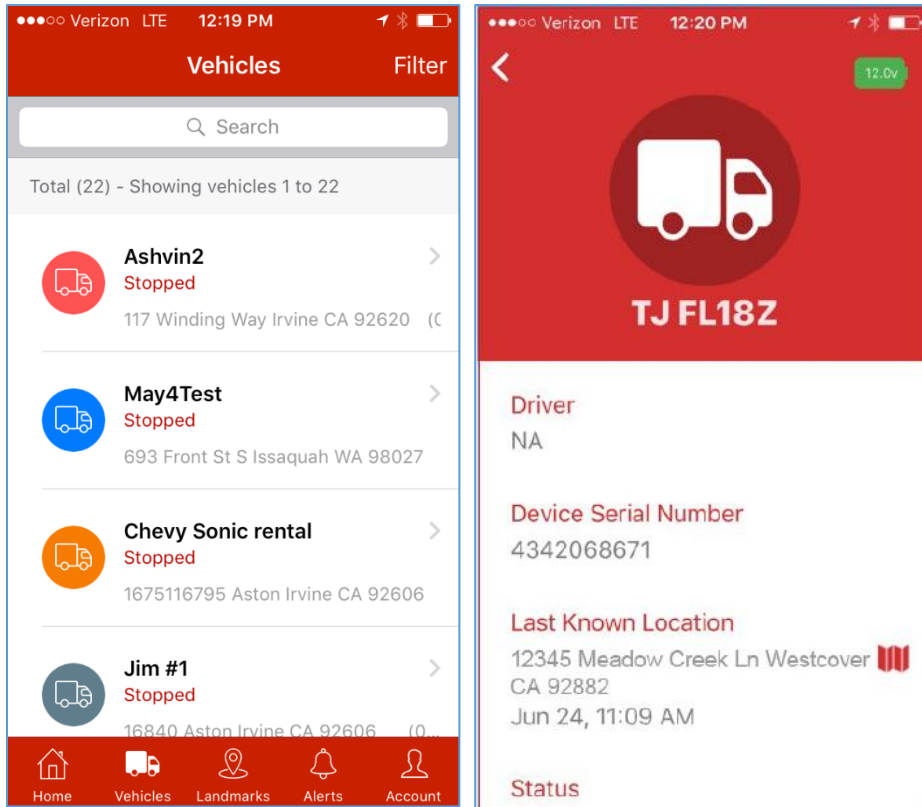 Verizon LTE 12:19 PM
Vehicles Filter
Search
Total (22) - Showing vehicles 1 to 22
Ashvin2
Stopped
117 Winding Way Irvine CA 92620 (0
May4Test
Stopped
693 Front St S Issaquah WA 98027
Chevy Sonic rental
Stopped
1675116795 Aston Irvine CA 92606
Jim #1
Stopped
16840 Aston Irvine CA 92606 (0...
Home Vehicles Landmarks Alerts Account
Verizon LTE 12:20 PM
12.0v
TJ FL18Z
Driver
NA
Device Serial Number
4342068671
Last Known Location
12345 Meadow Creek Ln Westcover
CA 92882
Jun 24, 11:09 AM
Status